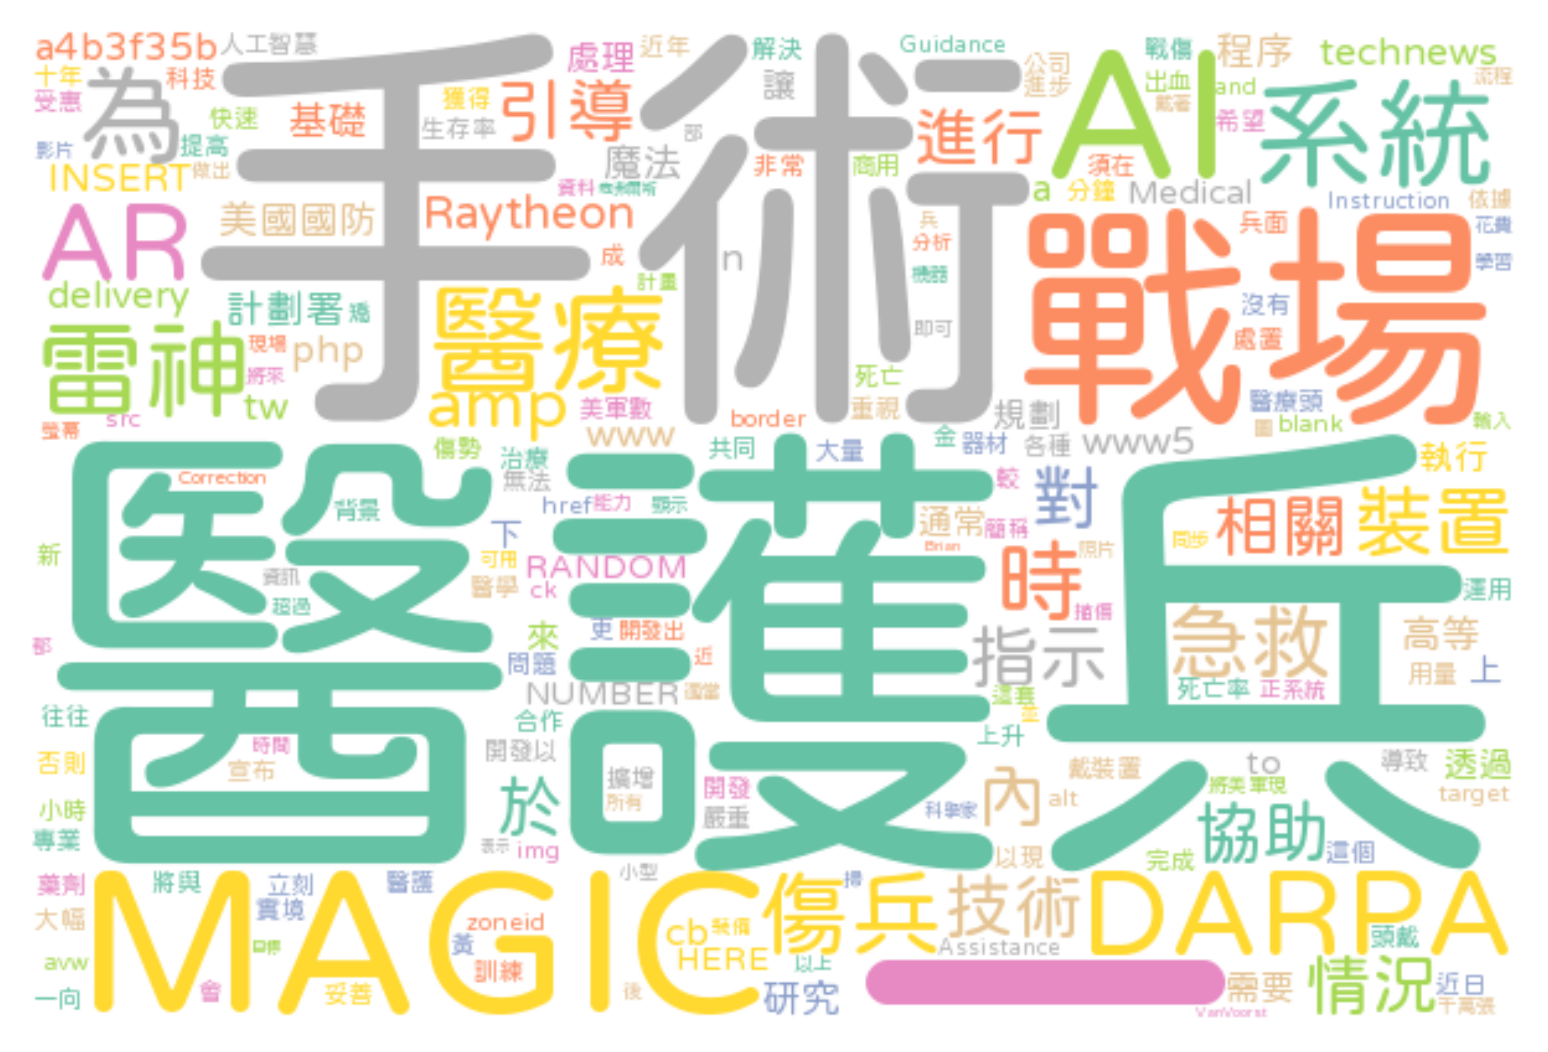 a4b3f35b 人工智慧 處理 近年 解決 Guidance 公司 戰傷 程序 technews
十年 科技 手術 讓 進步 出血 and 流程
受惠 為 快速 基礎 獲得 引導 戴著 希望 系統
影片 提高 生存率 部 進行 AI
INSERT 做出 魔法 非常 商用 須在
資料 a 分鐘 Medical Instruction 依據
AR 美國國防 Raytheon 兵 兵面 花費
成 n 分析 戰場 學習
delivery 計劃署 計畫 機器 沒有
雷神 現場 php 醫療 即可 處置
將來 tw 死亡
src amp 美軍數 border 重視 規劃 醫療頭 輸入
螢幕 www 金 器材 各種 www5 圖 blank
傷勢 治療 共同 大量 執行
Correction 無法 href 能力 顯示 較 對
醫護兵 背景 下 通常 簡稱 相關 裝置
新 可用 RANDOM Brian 時 照片 同步
資訊 醫學 ck 運用
超過 來 更 開發出 槍傷 急救 高等
部 問題 近 指示 用量 上
NUMBER 這套 死亡率 正系統
往往 合作 並 上升
時間 開發以 to 導致 透過
否則 宣布 擴增 開發 戴裝置 將美軍現
小時 於 所有 嚴重 科學家 內 alt target
專業 表示 img 協助 這個
以現 完成
藥劑 將與 立刻 醫護 小型 掃
大幅 實境 MAGIC zoneid cb 裝備 傷兵 技術 DARPA
avw 黃 HERE Assistance 頭戴
訓練 以上
一向 會 妥善 後 研究 需要 情況 近日
VanVoorst 千萬張